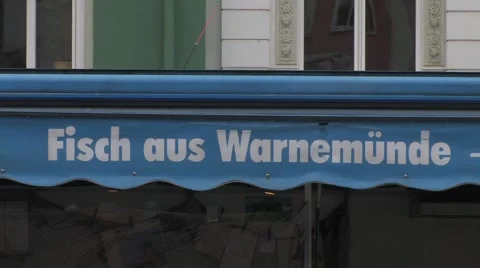 Fisch aus Warnemünde -